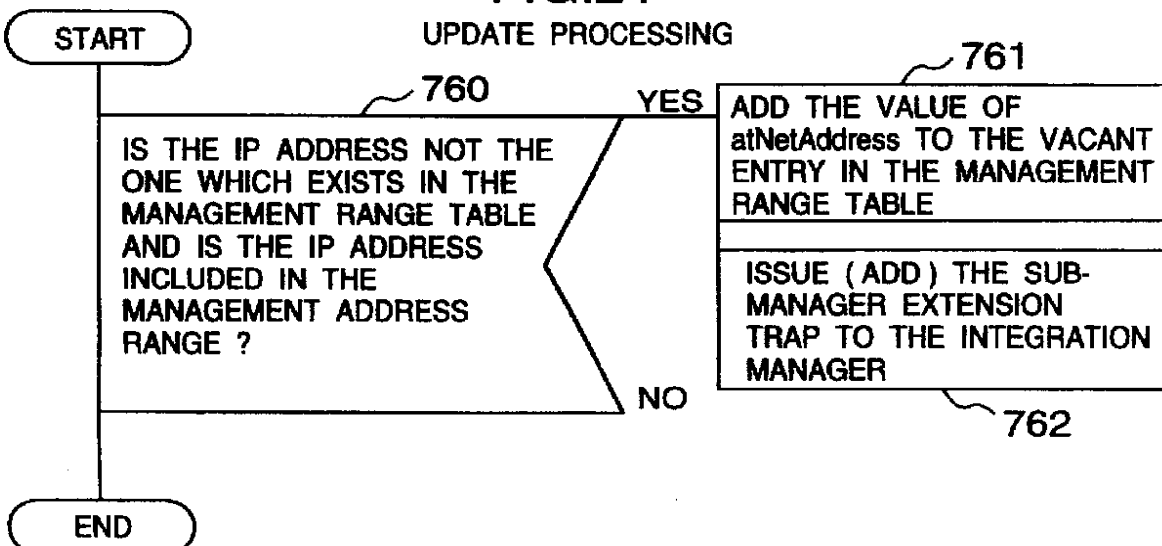 START
UPDATE PROCESSING
760
YES
761
IS THE IP ADDRESS NOT THE
ONE WHICH EXISTS IN THE
MANAGEMENT RANGE TABLE
AND IS THE IP ADDRESS
INCLUDED IN THE
MANAGEMENT ADDRESS
RANGE ?
ADD THE VALUE OF
atNetAddress TO THE VACANT
ENTRY IN THE MANAGEMENT
RANGE TABLE
ISSUE (ADD) THE SUB-
MANAGER EXTENSION
TRAP TO THE INTEGRATION
MANAGER
NO
762
END